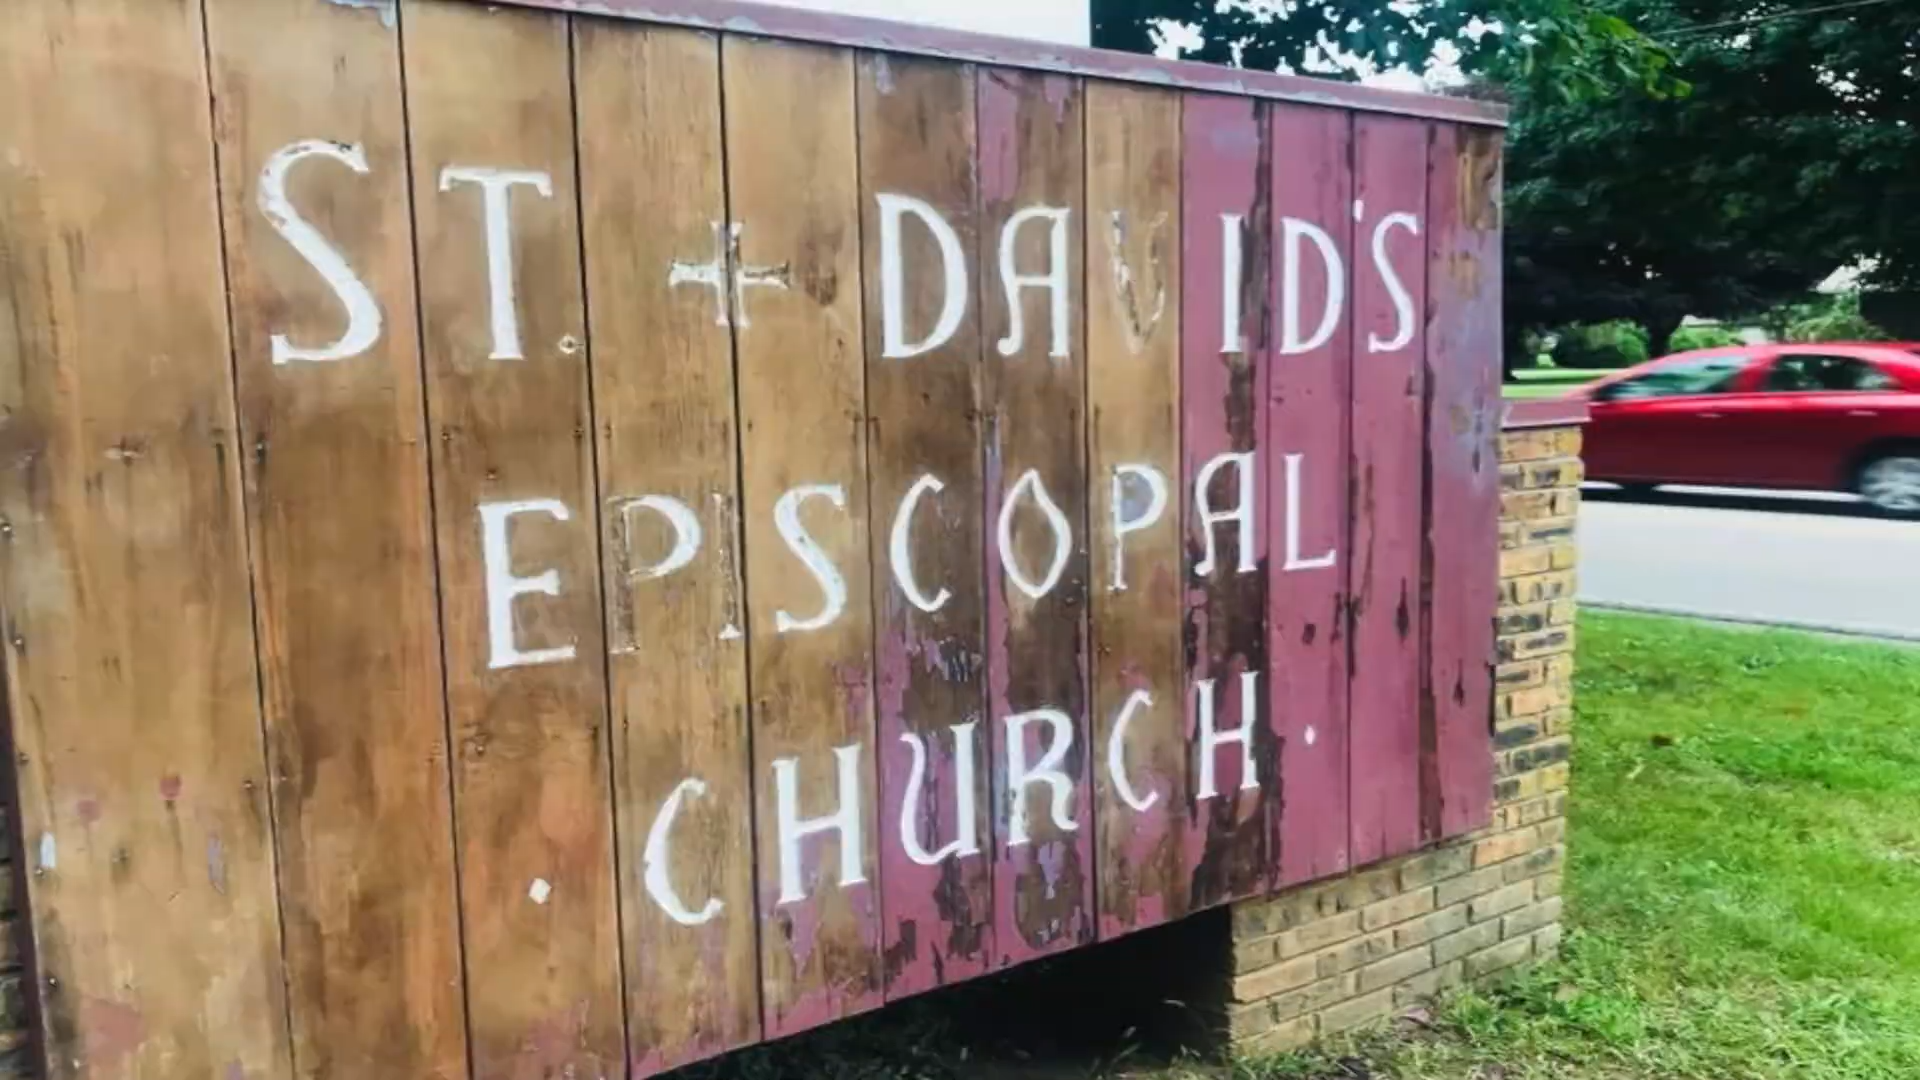 ST. + DAVID'S
EPISCOPAL
. CHURCH .